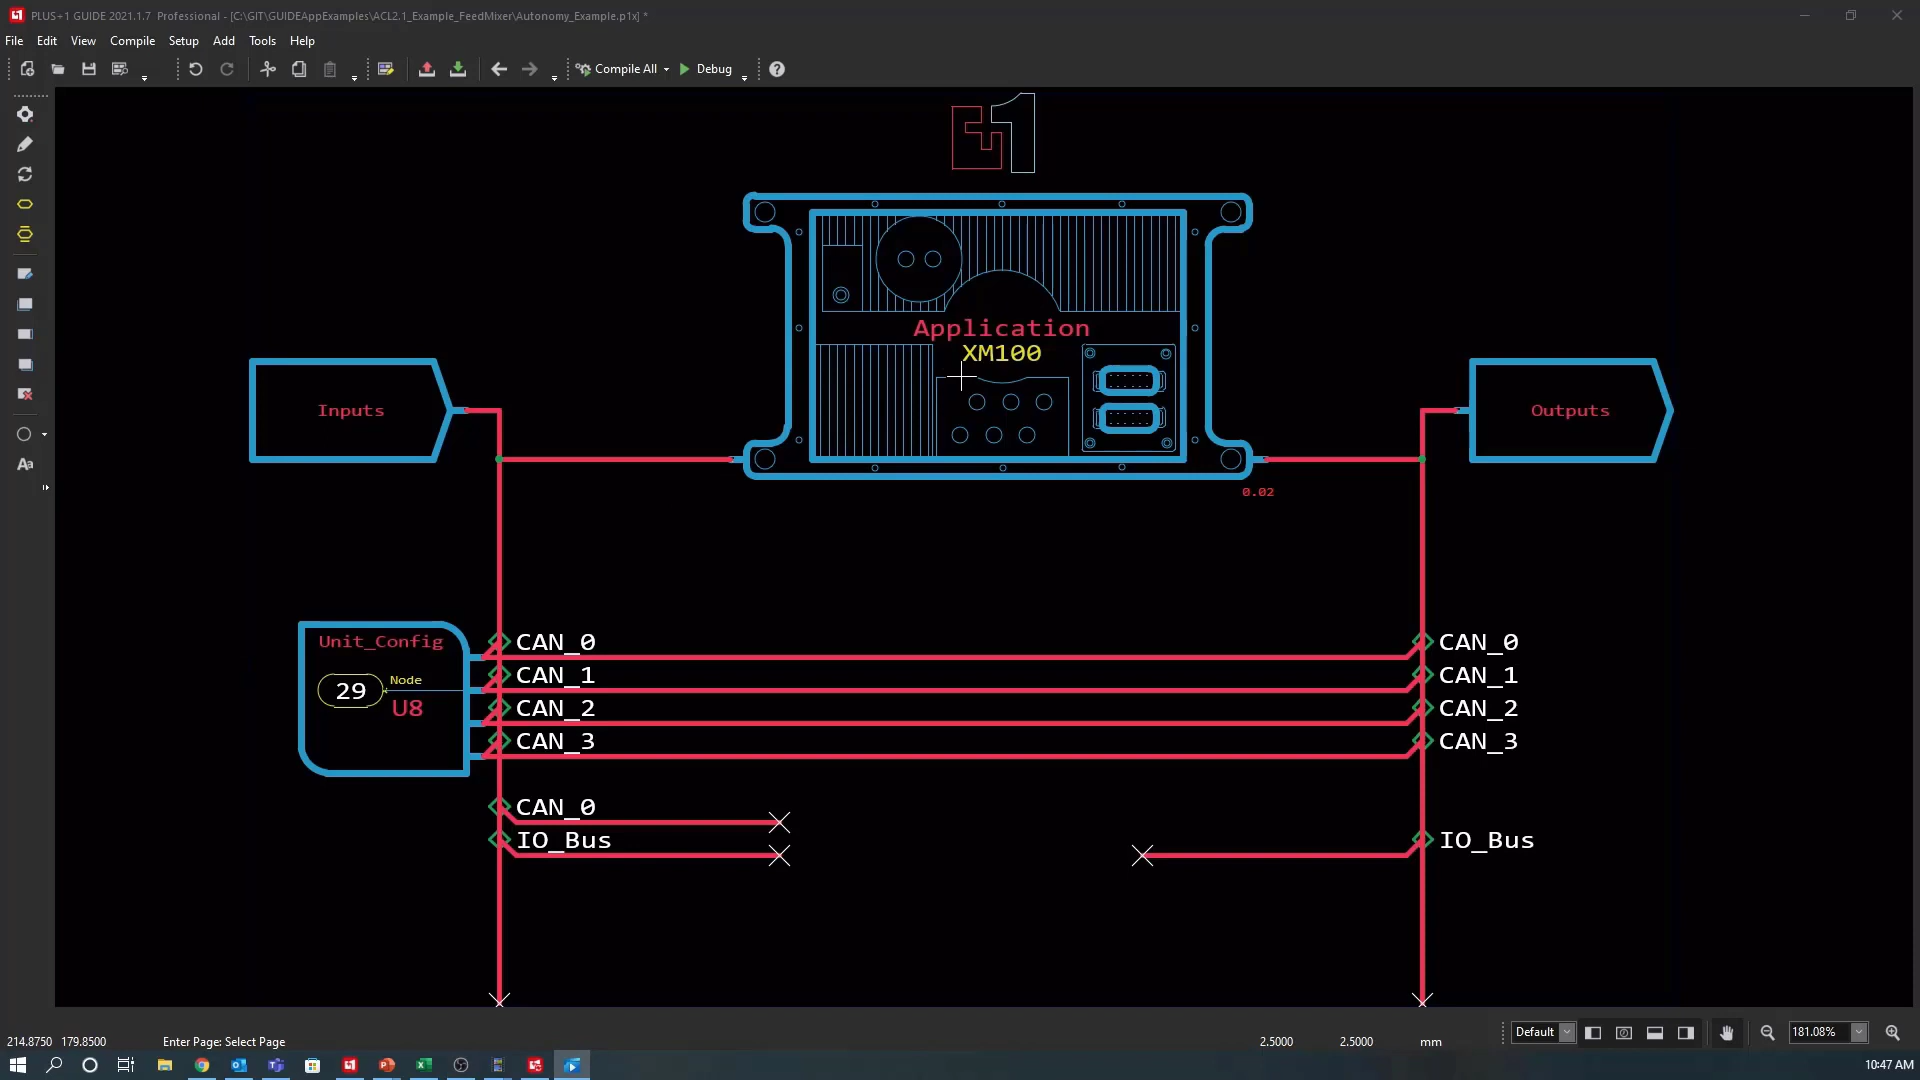 PLUS+1 GUIDE 2021.1.7 Professional - [C:\GIT\GUIDEAppExamples\ACL2.1_Example_FeedMixer\Autonomy_Example.p1x] *
File Edit View Compile Setup Add Tools Help
Compile All Debug
1
Application
XM100
Inputs
Outputs
0.02
Unit_Config
Node
29
U8
CAN_0 CAN_0
CAN_1 CAN_1
CAN_2 CAN_2
CAN_3 CAN_3
CAN_0
IO_Bus IO_Bus
Aa
Default 181.08%
214.8750 179.8500 Enter Page: Select Page 2.5000 2.5000 mm
10:47 AM